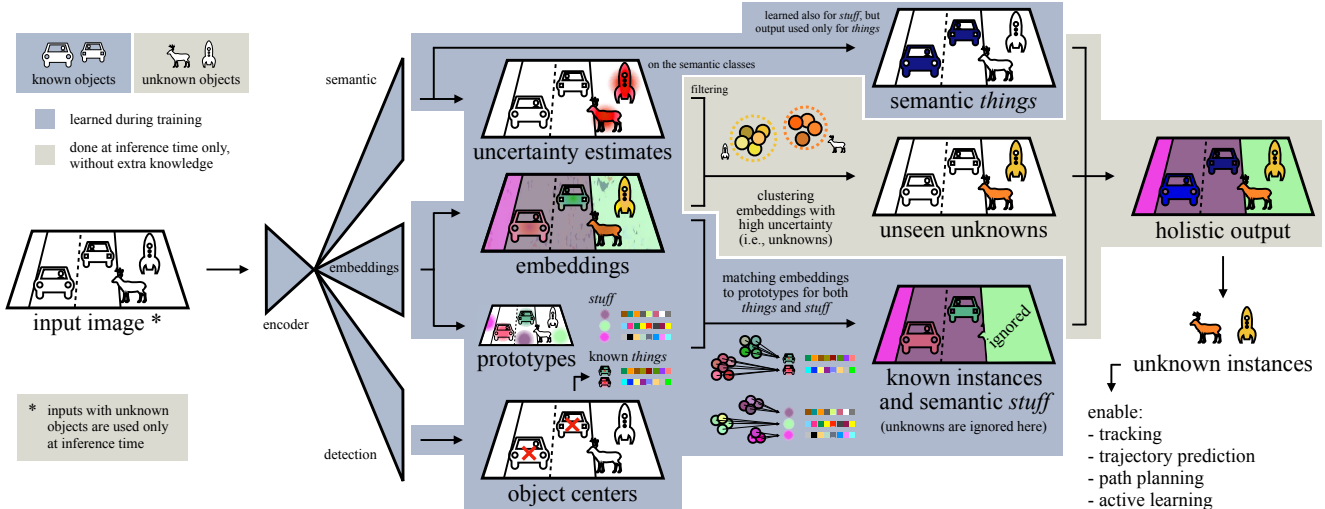 known objects
unknown objects
learned during training
done at inference time only,
without extra knowledge
input image *
* inputs with unknown
objects are used only
at inference time
encoder
semantic
embeddings
detection
learned also for stuff, but
output used only for things
on the semantic classes
uncertainty estimates
embeddings
prototypes
stuff
known things
object centers
filtering
clustering
embeddings with
high uncertainty
(i.e., unknowns)
matching embeddings
to prototypes for both
things and stuff
semantic things
unseen unknowns
ignored
known instances
and semantic stuff
(unknowns are ignored here)
holistic output
unknown instances
enable:
- tracking
- trajectory prediction
- path planning
- active learning